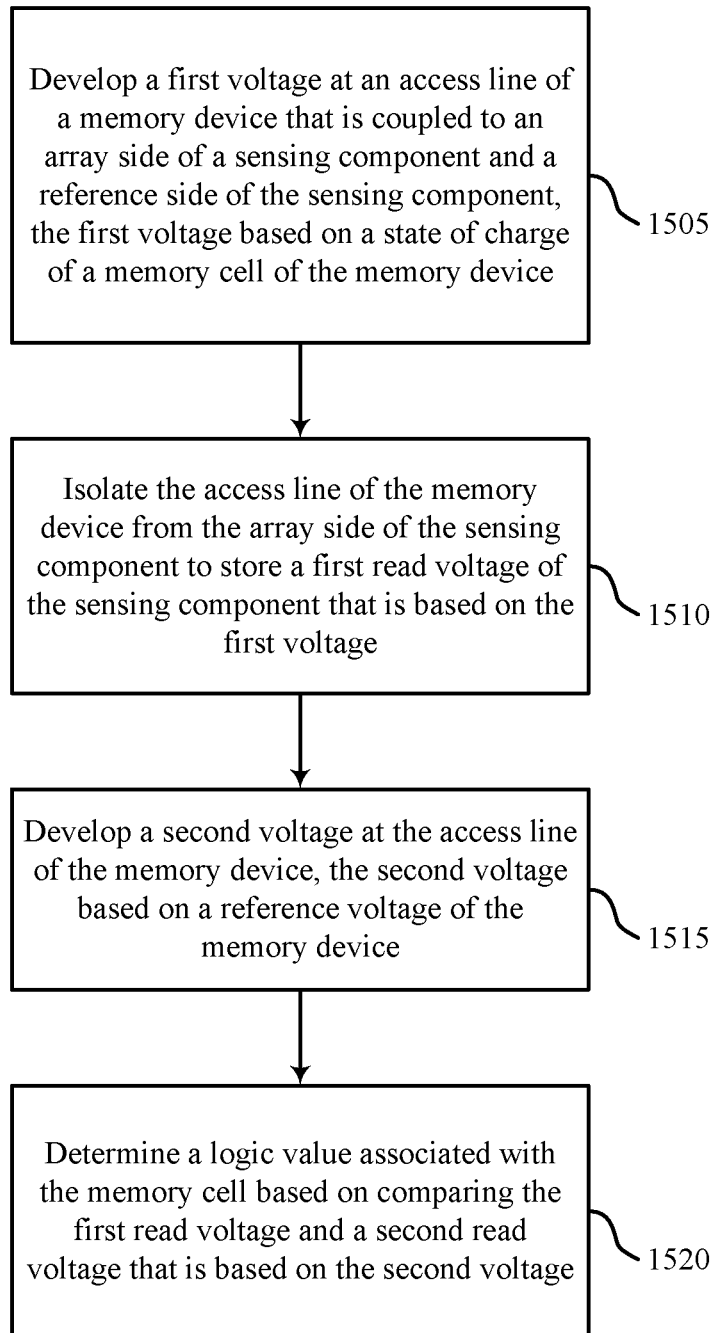 Develop a first voltage at an access line of
a memory device that is coupled to an
array side of a sensing component and a
reference side of the sensing component,
the first voltage based on a state of charge
of a memory cell of the memory device
1505
Isolate the access line of the memory
device from the array side of the sensing
component to store a first read voltage of
the sensing component that is based on the
first voltage
1510
Develop a second voltage at the access line
of the memory device, the second voltage
based on a reference voltage of the
memory device
1515
Determine a logic value associated with
the memory cell based on comparing the
first read voltage and a second read
voltage that is based on the second voltage
1520